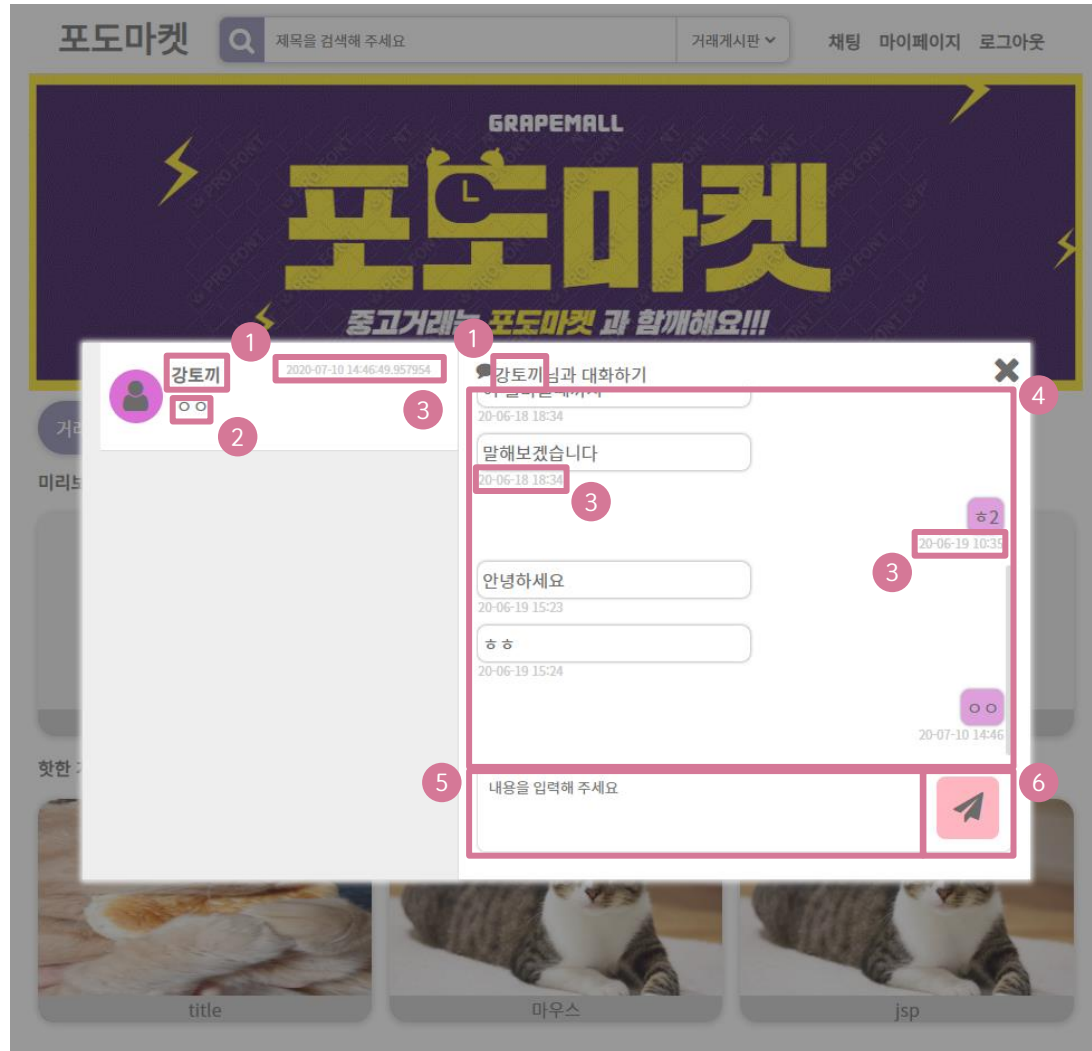 포도마켓
제목을 검색해 주세요
거래게시판
채팅 마이페이지 로그아웃
GRAPEMALL
포도마켓
중고거래는 포도마켓 과 함께해요!!!
1
강토끼
2020-07-10 14:46:49.957954
ㅇㅇ
2
3
1
강토끼님과 대화하기
4
20-06-18 18:34
말해보겠습니다
20-06-18 18:34
3
ㅎ2
20-06-19 10:35
3
안녕하세요
20-06-19 15:23
ㅎㅎ
20-06-19 15:24
ㅇㅇ
20-07-10 14:46
5
내용을 입력해 주세요
6
미리보
핫한
title
마우스
jsp